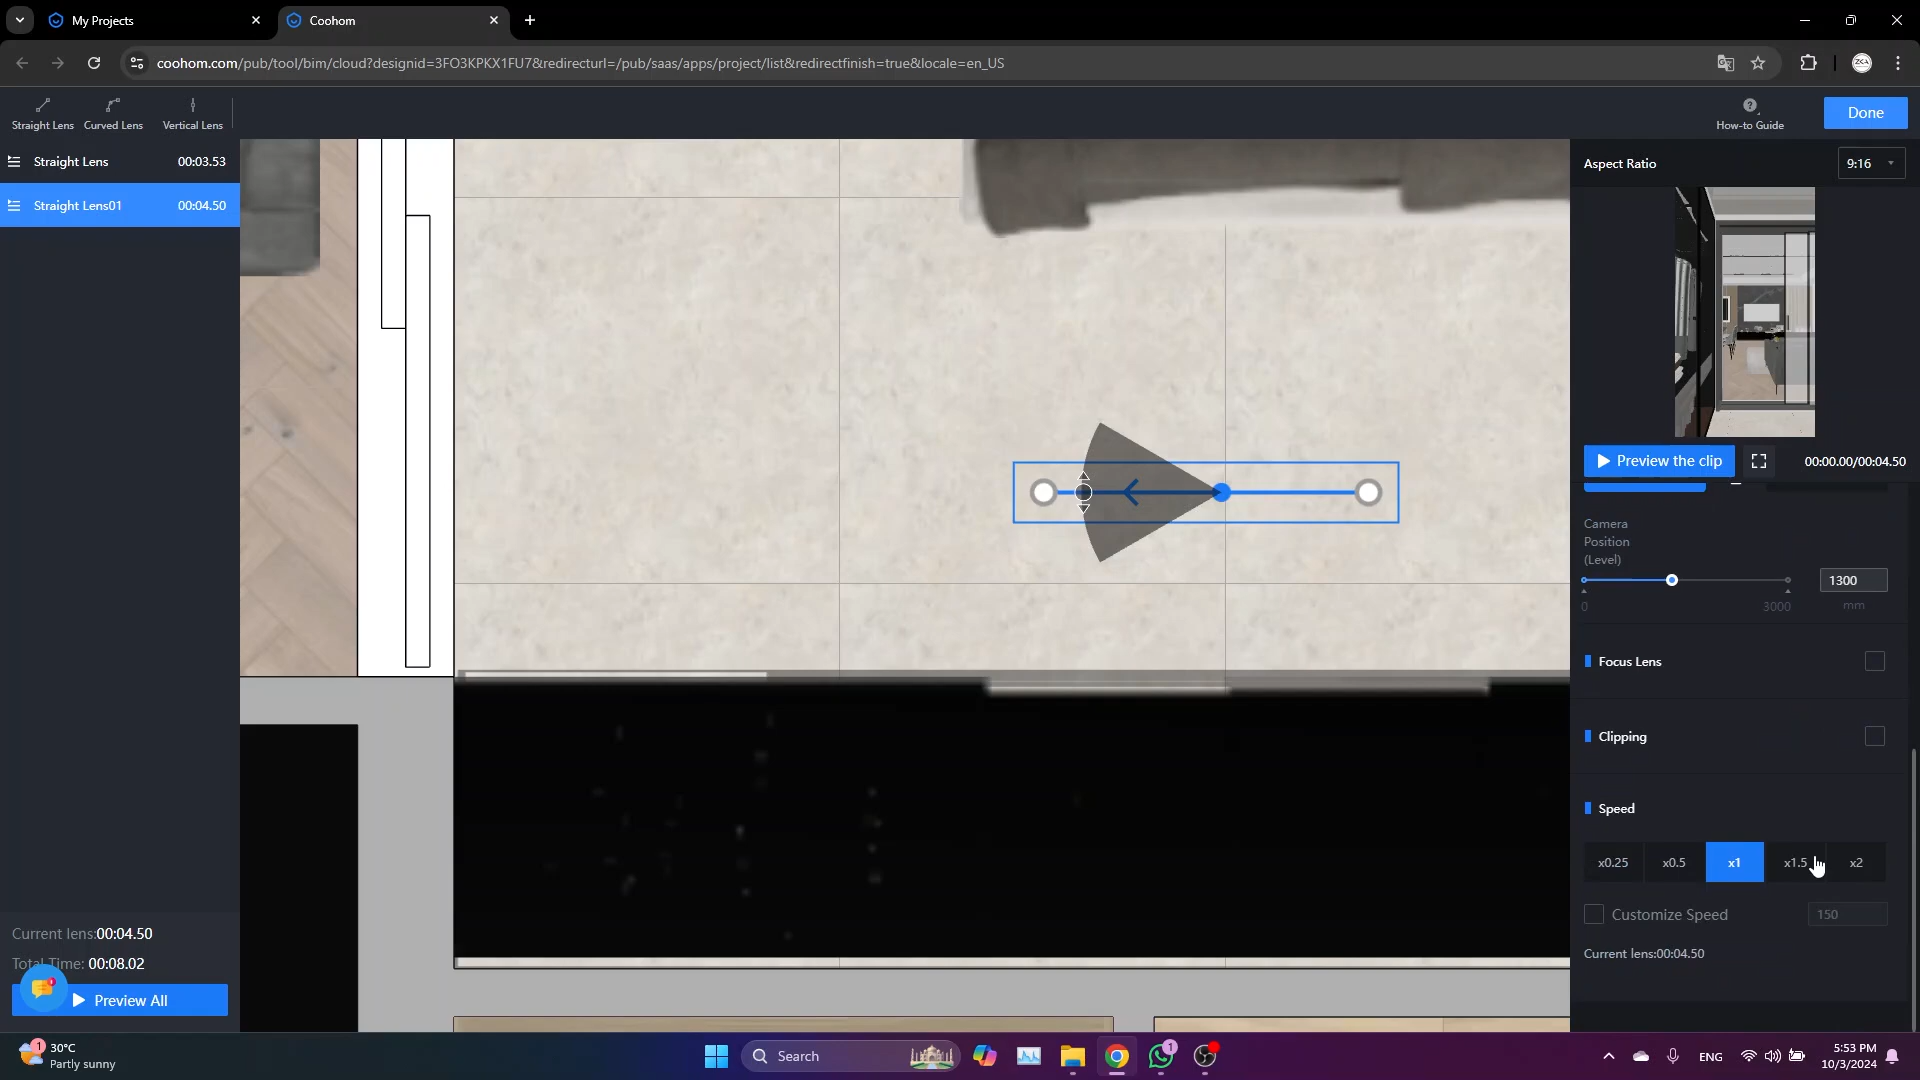 My Projects
Coohom
coohom.com/pub/tool/bim/cloud?designid=3FO3KPKX1FU7&redirecturl=/pub/saas/apps/project/list&redirectfinish=true&locale=en_US
ZKA
Straight Lens
Curved Lens
Vertical Lens
How-to Guide
Done
Straight Lens 00:03.53
Straight Lens01 00:04.50
Aspect Ratio 9:16
Preview the clip
00:00.00/00:04.50
Camera
Position
(Level)
1300
0 3000 mm
Focus Lens
Clipping
Speed
x0.25 x0.5 x1 x1.5 x2
Customize Speed 150
Current lens:00:04.50
Current lens:00:04.50
Total Time: 00:08.02
Preview All
1
30°C
Partly sunny
Search
1
ENG
5:53 PM
10/3/2024